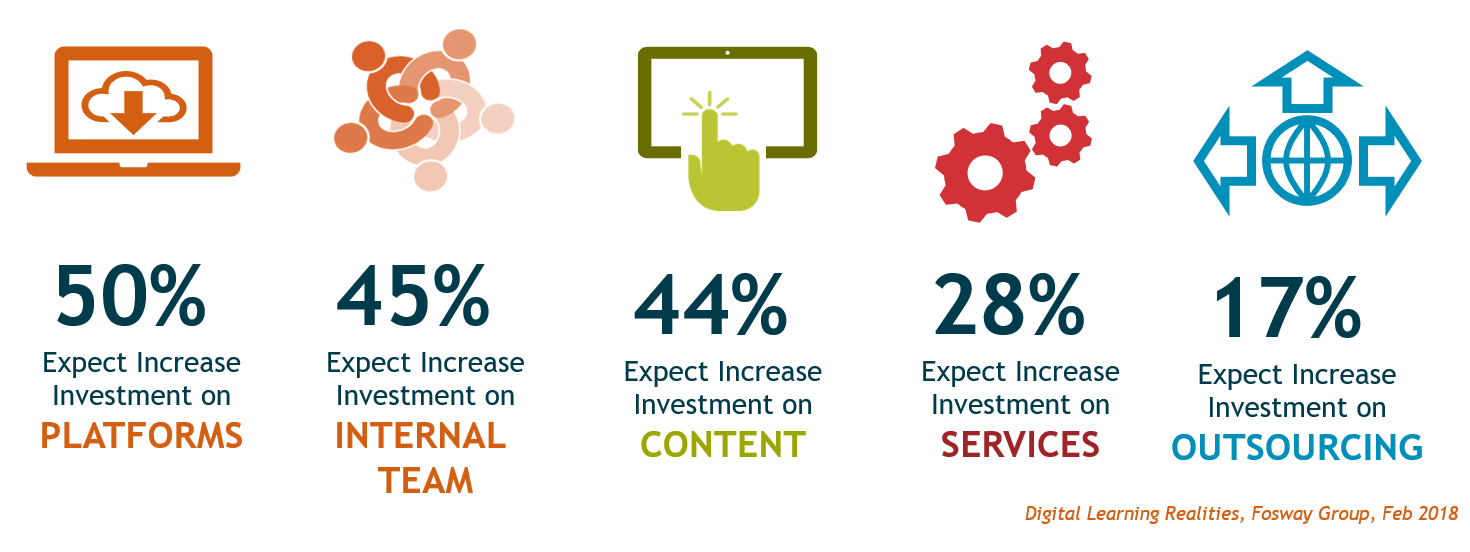 50%
Expect Increase
Investment on
PLATFORMS
45%
Expect Increase
Investment on
INTERNAL
TEAM
44%
Expect Increase
Investment on
CONTENT
28%
Expect Increase
Investment on
SERVICES
17%
Expect Increase
Investment on
OUTSOURCING
Digital Learning Realities, Fosway Group, Feb 2018